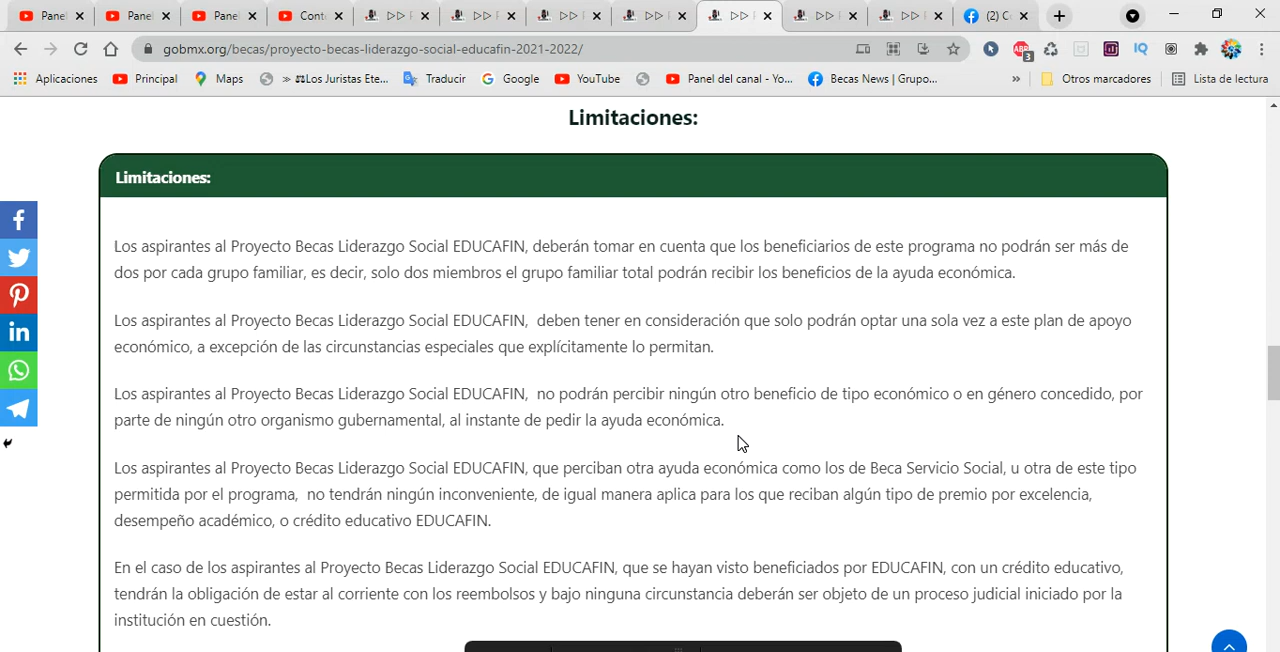 Panel
Panel
Panel
Cont
▷▷ F
▷▷ F
▷▷ F
▷▷ F
▷▷ F
▷▷ F
▷▷ F
(2) Co
gobmx.org/becas/proyecto-becas-liderazgo-social-educafin-2021-2022/
ABP
3
IQ
Aplicaciones
Principal
Maps
» ⚖Los Juristas Ete...
Traducir
Google
YouTube
Panel del canal - Yo...
Becas News | Grupo...
»
Otros marcadores
Lista de lectura
Limitaciones:
Limitaciones:
Los aspirantes al Proyecto Becas Liderazgo Social EDUCAFIN, deberán tomar en cuenta que los beneficiarios de este programa no podrán ser más de
dos por cada grupo familiar, es decir, solo dos miembros el grupo familiar total podrán recibir los beneficios de la ayuda económica.
Los aspirantes al Proyecto Becas Liderazgo Social EDUCAFIN, deben tener en consideración que solo podrán optar una sola vez a este plan de apoyo
económico, a excepción de las circunstancias especiales que explícitamente lo permitan.
Los aspirantes al Proyecto Becas Liderazgo Social EDUCAFIN, no podrán percibir ningún otro beneficio de tipo económico o en género concedido, por
parte de ningún otro organismo gubernamental, al instante de pedir la ayuda económica.
Los aspirantes al Proyecto Becas Liderazgo Social EDUCAFIN, que perciban otra ayuda económica como los de Beca Servicio Social, u otra de este tipo
permitida por el programa, no tendrán ningún inconveniente, de igual manera aplica para los que reciban algún tipo de premio por excelencia,
desempeño académico, o crédito educativo EDUCAFIN.
En el caso de los aspirantes al Proyecto Becas Liderazgo Social EDUCAFIN, que se hayan visto beneficiados por EDUCAFIN, con un crédito educativo,
tendrán la obligación de estar al corriente con los reembolsos y bajo ninguna circunstancia deberán ser objeto de un proceso judicial iniciado por la
institución en cuestión.